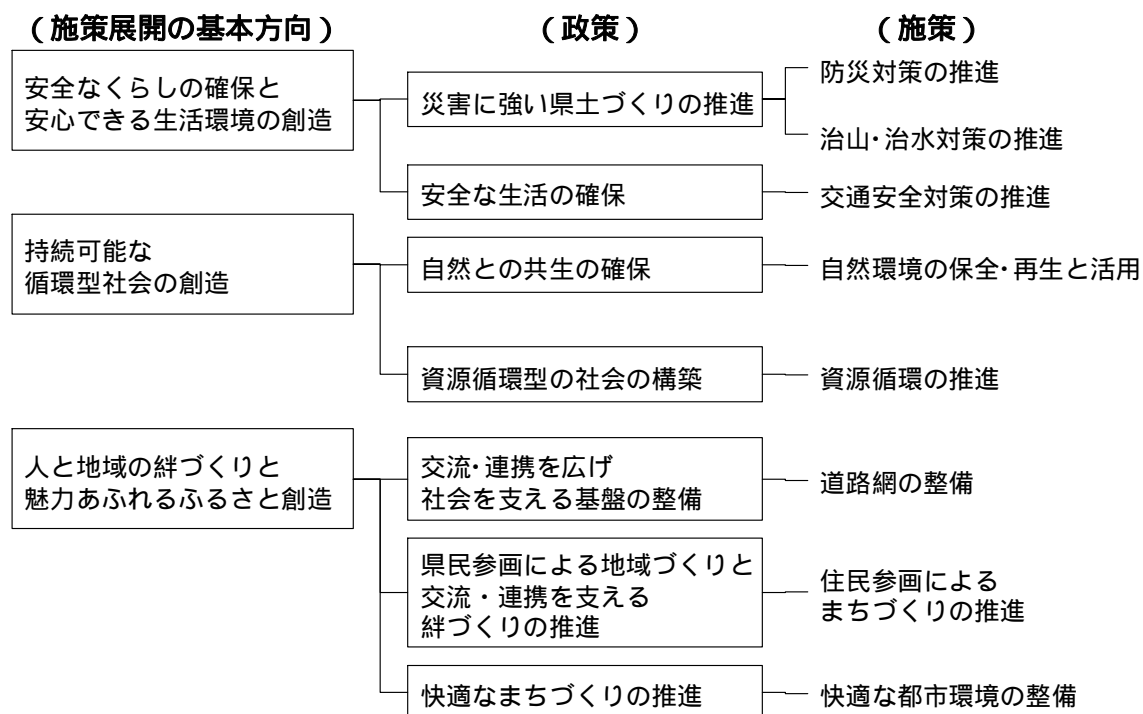 (施策展開の基本方向)
(政策)
(施策)
安全なくらしの確保と
安心できる生活環境の創造
災害に強い県土づくりの推進
防災対策の推進
治山・治水対策の推進
安全な生活の確保
交通安全対策の推進
持続可能な
循環型社会の創造
自然との共生の確保
自然環境の保全・再生と活用
資源循環型の社会の構築
資源循環の推進
人と地域の絆づくりと
魅力あふれるふるさと創造
交流・連携を広げ
社会を支える基盤の整備
道路網の整備
県民参画による地域づくりと
交流・連携を支える
絆づくりの推進
住民参画による
まちづくりの推進
快適なまちづくりの推進
快適な都市環境の整備